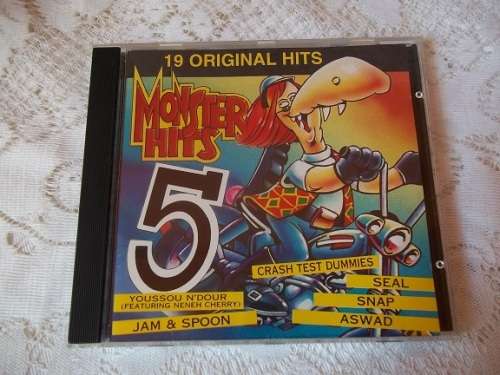 19 ORIGINAL HITS
MONSTER
HITS
5
CRASH TEST DUMMIES
SEAL
YOUSSOU N'DOUR
(FEATURING NENEH CHERRY)
SNAP
JAM & SPOON
ASWAD